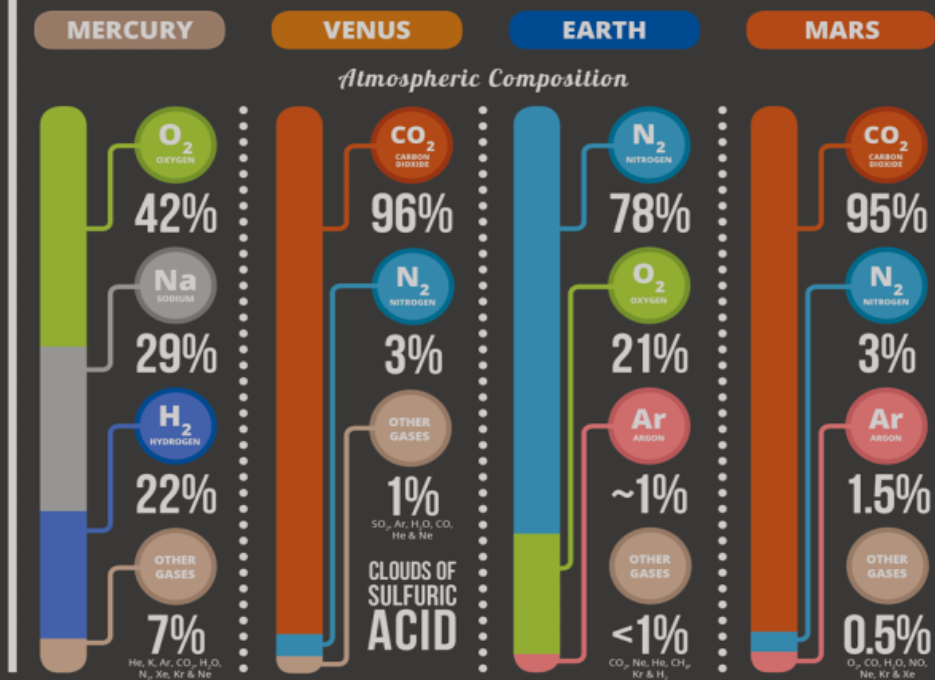 MERCURY
VENUS
EARTH
MARS
Atmospheric Composition
O₂
OXYGEN
42%
Na
SODIUM
29%
H₂
HYDROGEN
22%
OTHER
GASES
7%
He, K, Ar, CO₂, H₂O,
N₂, Xe, Kr & Ne
CO₂
CARBON
DIOXIDE
96%
N₂
NITROGEN
3%
OTHER
GASES
1%
SO₂, Ar, H₂O, CO,
He & Ne
CLOUDS OF
SULFURIC
ACID
N₂
NITROGEN
78%
O₂
OXYGEN
21%
Ar
ARGON
~1%
OTHER
GASES
<1%
CO₂, Ne, He, CH₄,
Kr & H₂
CO₂
CARBON
DIOXIDE
95%
N₂
NITROGEN
3%
Ar
ARGON
1.5%
OTHER
GASES
0.5%
O₂, CO, H₂O, NO,
Ne, Kr & Xe